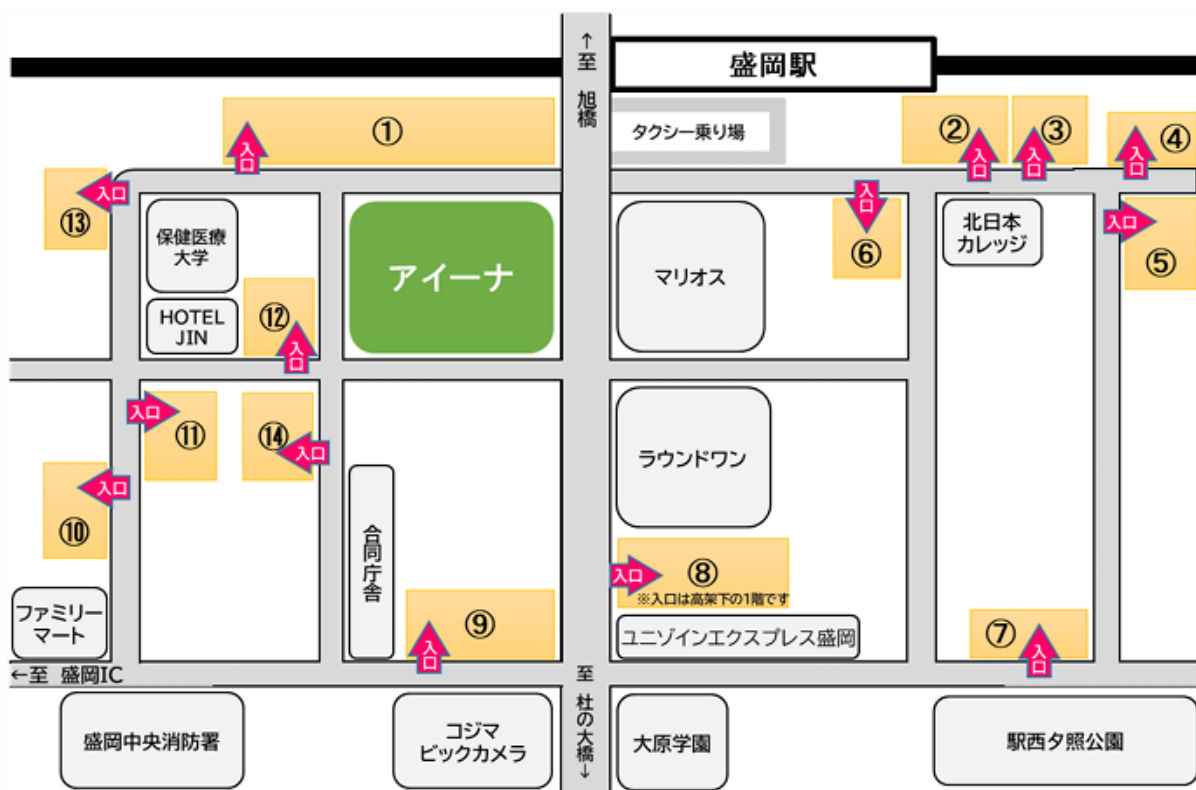 ↑至 旭橋
盛岡駅
タクシー乗り場
①
入口
②
入口
③
入口
④
入口
⑬
入口
保健医療
大学
アイーナ
マリオス
入口
⑥
北日本
カレッジ
入口
⑤
HOTEL
JIN
⑫
入口
入口
⑪
⑭
入口
ラウンドワン
入口
⑩
合同庁舎
入口
⑧
※入口は高架下の1階です
ファミリー
マート
⑨
入口
ユニゾインエクスプレス盛岡
⑦
入口
←至 盛岡IC
至 杜の大橋↓
盛岡中央消防署
コジマ
ビックカメラ
大原学園
駅西夕照公園